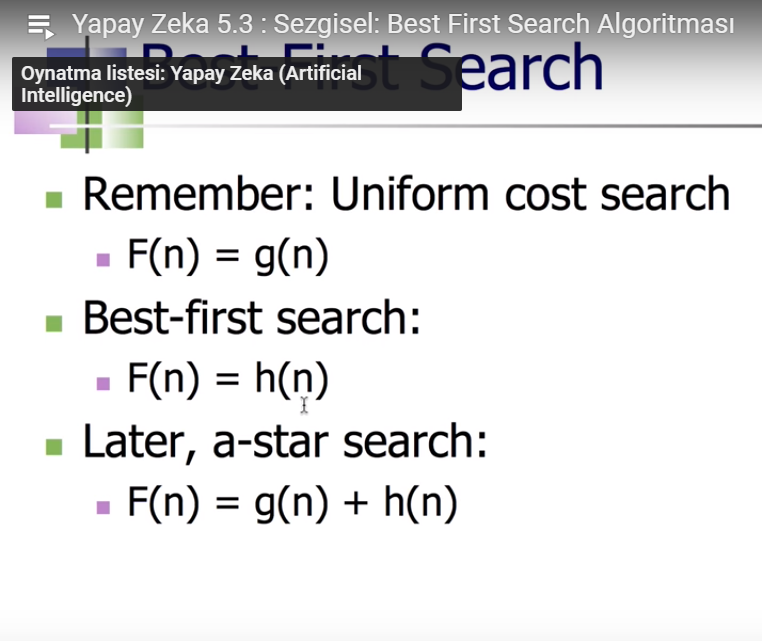 Yapay Zeka 5.3 : Sezgisel: Best First Search Algoritması
Best-First Search
Oynatma listesi: Yapay Zeka (Artificial
Intelligence)
Remember: Uniform cost search
F(n) = g(n)
Best-first search:
F(n) = h(n)
Later, a-star search:
F(n) = g(n) + h(n)